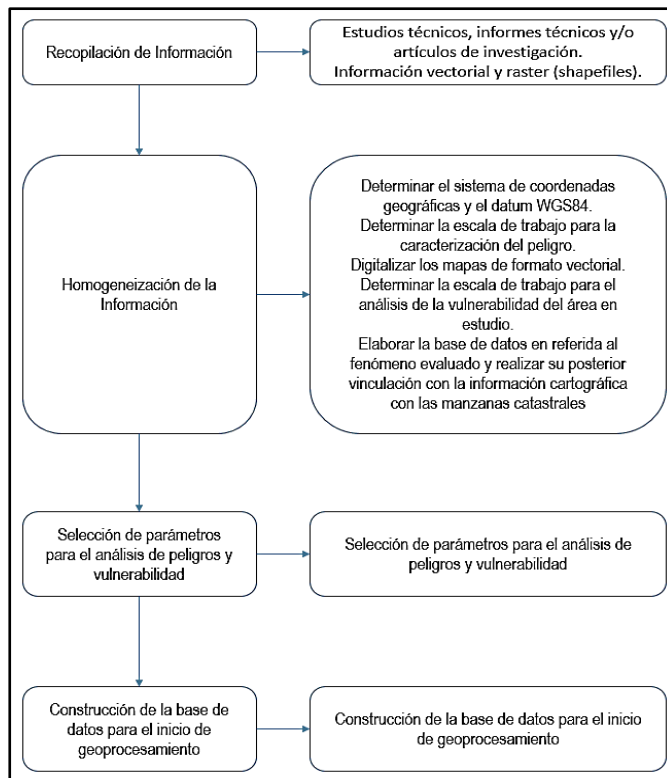 Recopilación de Información
Estudios técnicos, informes técnicos y/o
artículos de investigación.
Información vectorial y raster (shapefiles).
Homogeneización de la
Información
Determinar el sistema de coordenadas
geográficas y el datum WGS84.
Determinar la escala de trabajo para la
caracterización del peligro.
Digitalizar los mapas de formato vectorial.
Determinar la escala de trabajo para el
análisis de la vulnerabilidad del área en
estudio.
Elaborar la base de datos en referida al
fenómeno evaluado y realizar su posterior
vinculación con la información cartográfica
con las manzanas catastrales
Selección de parámetros
para el análisis de peligros y
vulnerabilidad
Selección de parámetros para el análisis de
peligros y vulnerabilidad
Construcción de la base de
datos para el inicio de
geoprocesamiento
Construcción de la base de datos para el inicio
de geoprocesamiento